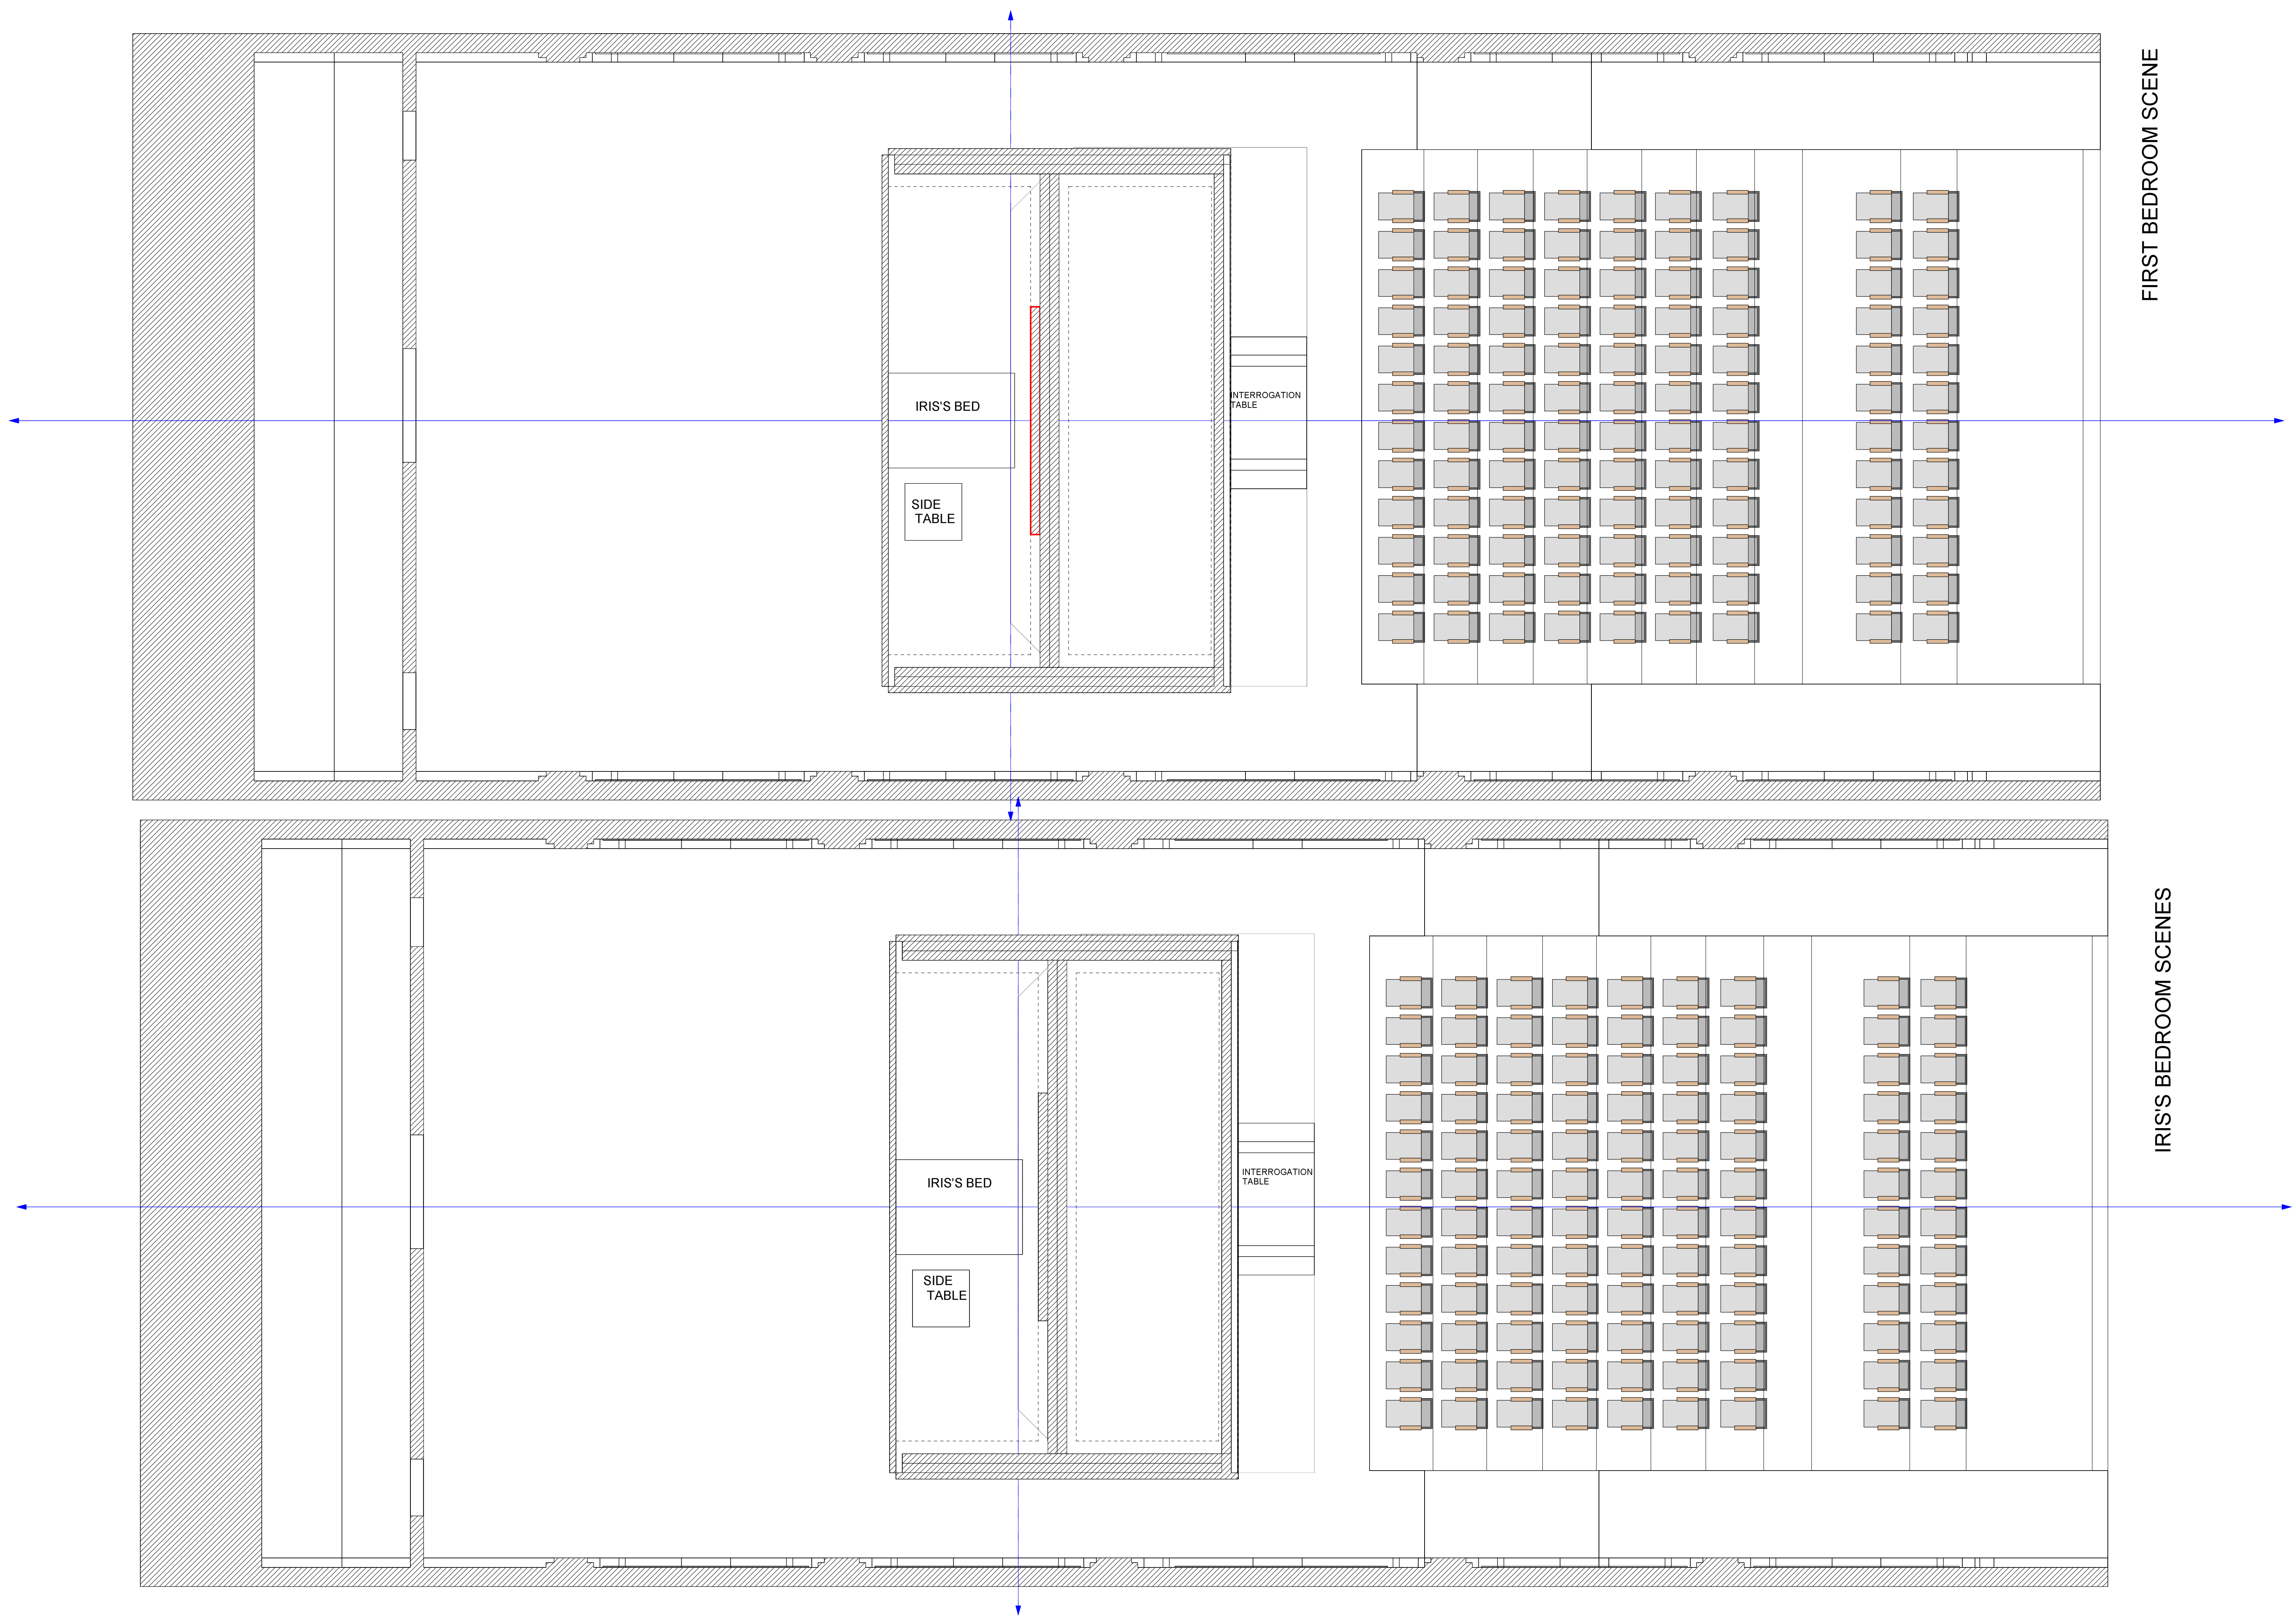 FIRST BEDROOM SCENE
IRIS'S BED
INTERROGATION
TABLE
SIDE
TABLE
IRIS'S BEDROOM SCENES
IRIS'S BED
INTERROGATION
TABLE
SIDE
TABLE